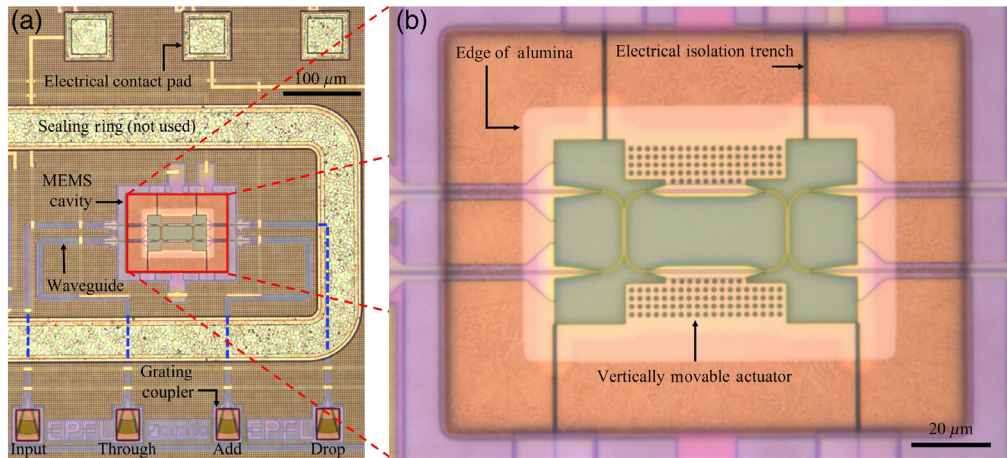 (a)
Electrical contact pad
100 µm
Sealing ring (not used)
MEMS
cavity
Waveguide
Grating
coupler
EPFL
EPFL
Input
Through
Add
Drop
(b)
Edge of alumina
Electrical isolation trench
Vertically movable actuator
20 µm